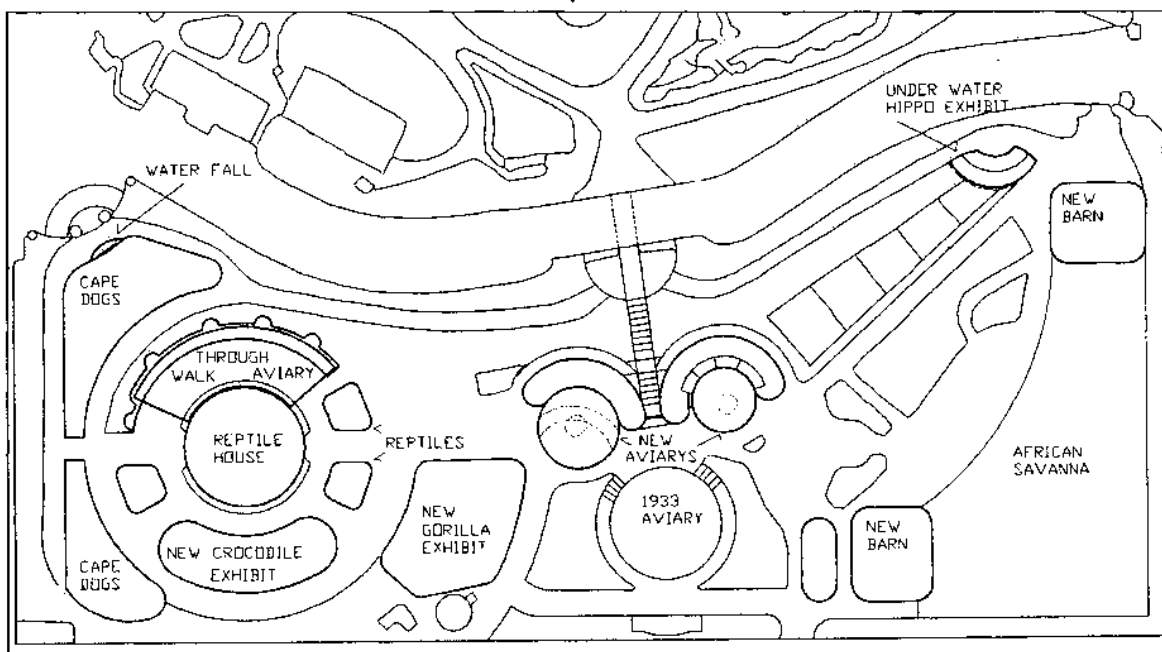 UNDER WATER
HIPPO EXHIBIT
WATER FALL
NEW
BARN
CAPE
DOGS
THROUGH
WALK AVIARY
REPTILE
HOUSE
REPTILES
NEW
AVIARYS
AFRICAN
SAVANNA
NEW
GORILLA
EXHIBIT
1933
AVIARY
NEW
BARN
NEW CROCODILE
EXHIBIT
CAPE
DOGS